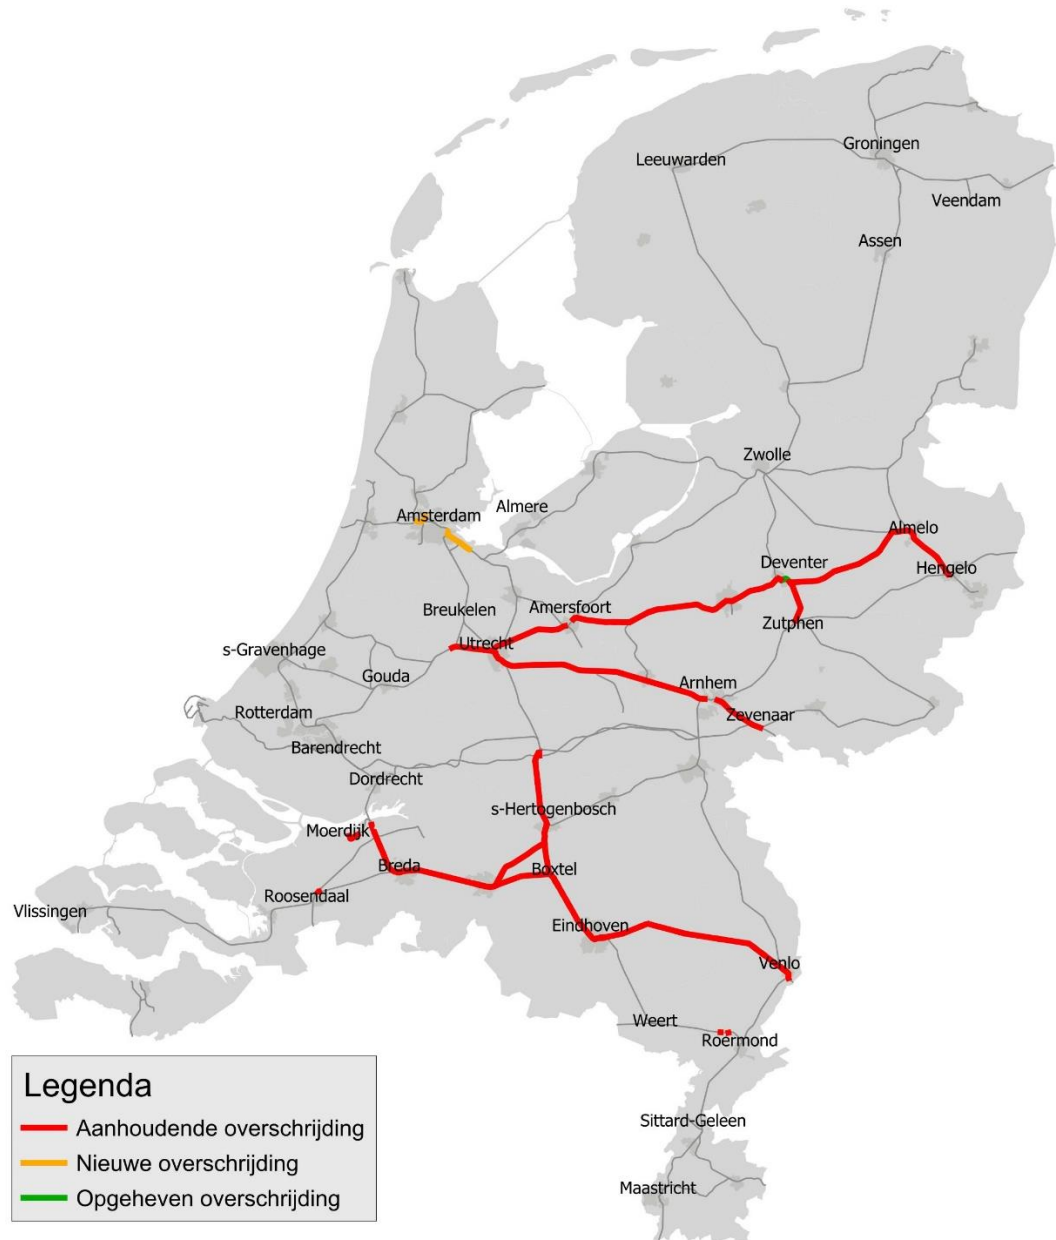 Groningen
Leeuwarden
Veendam
Assen
Zwolle
Almere
Amsterdam
Almelo
Deventer
Hengelo
Breukelen
Amersfoort
Zutphen
Utrecht
s-Gravenhage
Gouda
Arnhem
Rotterdam
Zevenaar
Barendrecht
Dordrecht
s-Hertogenbosch
Moerdijk
Breda
Boxtel
Roosendaal
Vlissingen
Eindhoven
Venlo
Weert
Roermond
Legenda
Aanhoudende overschrijding
Nieuwe overschrijding
Opgeheven overschrijding
Sittard-Geleen
Maastricht